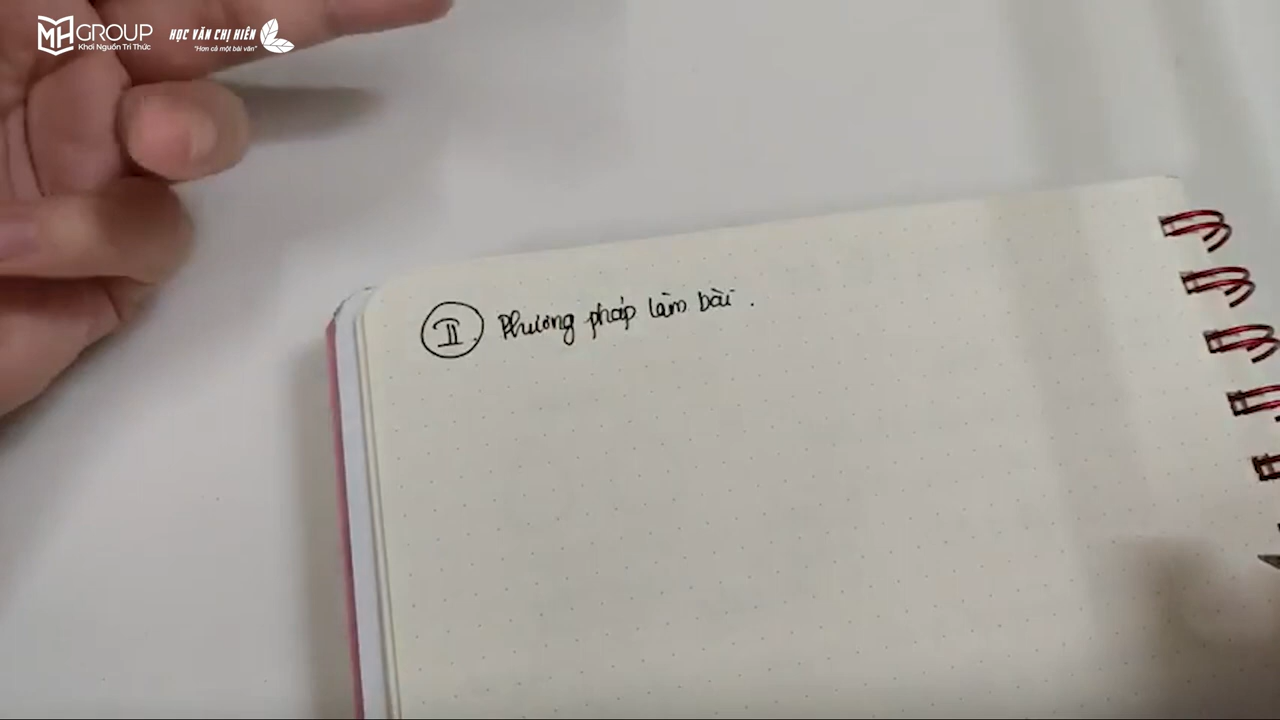 MH GROUP
Khơi Nguồn Tri Thức
HỌC VĂN CHỊ HIÊN
"Hơn cả một bài văn"
II. Phương pháp làm bài.